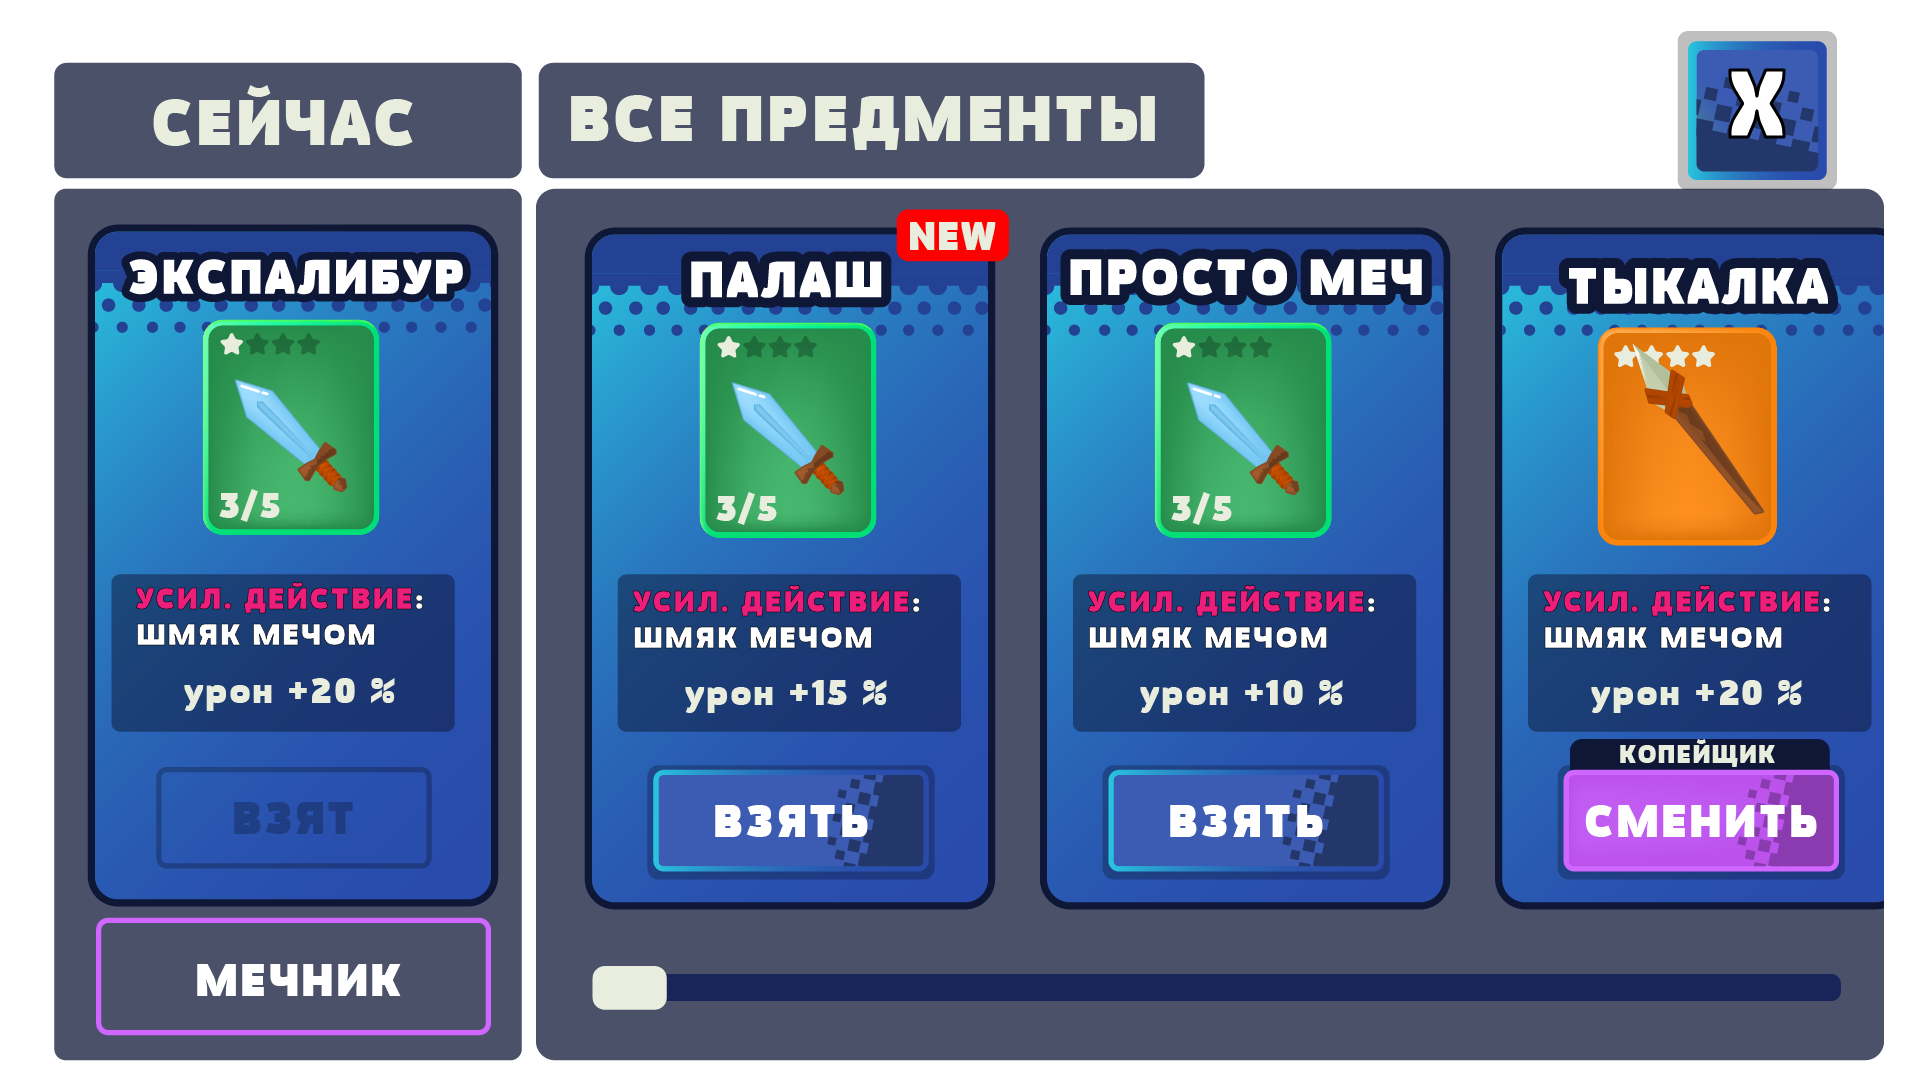 СЕЙЧАС
ВСЕ ПРЕДМЕНТЫ
Х
ЭКСПАЛИБУР
3/5
УСИЛ. ДЕЙСТВИЕ:
ШМЯК МЕЧОМ
урон +20 %
ВЗЯТ
МЕЧНИК
NEW
ПАЛАШ
3/5
УСИЛ. ДЕЙСТВИЕ:
ШМЯК МЕЧОМ
урон +15 %
ВЗЯТЬ
ПРОСТО МЕЧ
3/5
УСИЛ. ДЕЙСТВИЕ:
ШМЯК МЕЧОМ
урон +10 %
ВЗЯТЬ
ТЫКАЛКА
УСИЛ. ДЕЙСТВИЕ:
ШМЯК МЕЧОМ
урон +20 %
КОПЕЙЩИК
СМЕНИТЬ